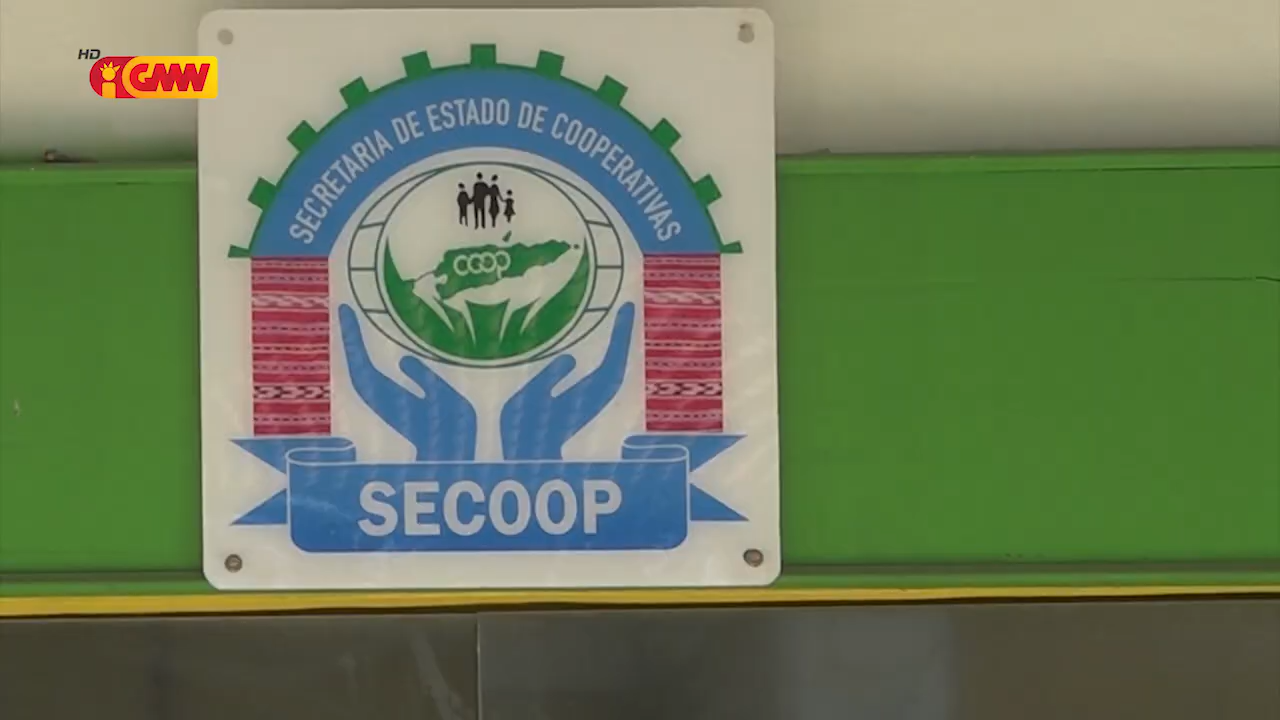 HD
GMN
SECRETARIA DE ESTADO DE COOPERATIVAS
COOP
SECOOP